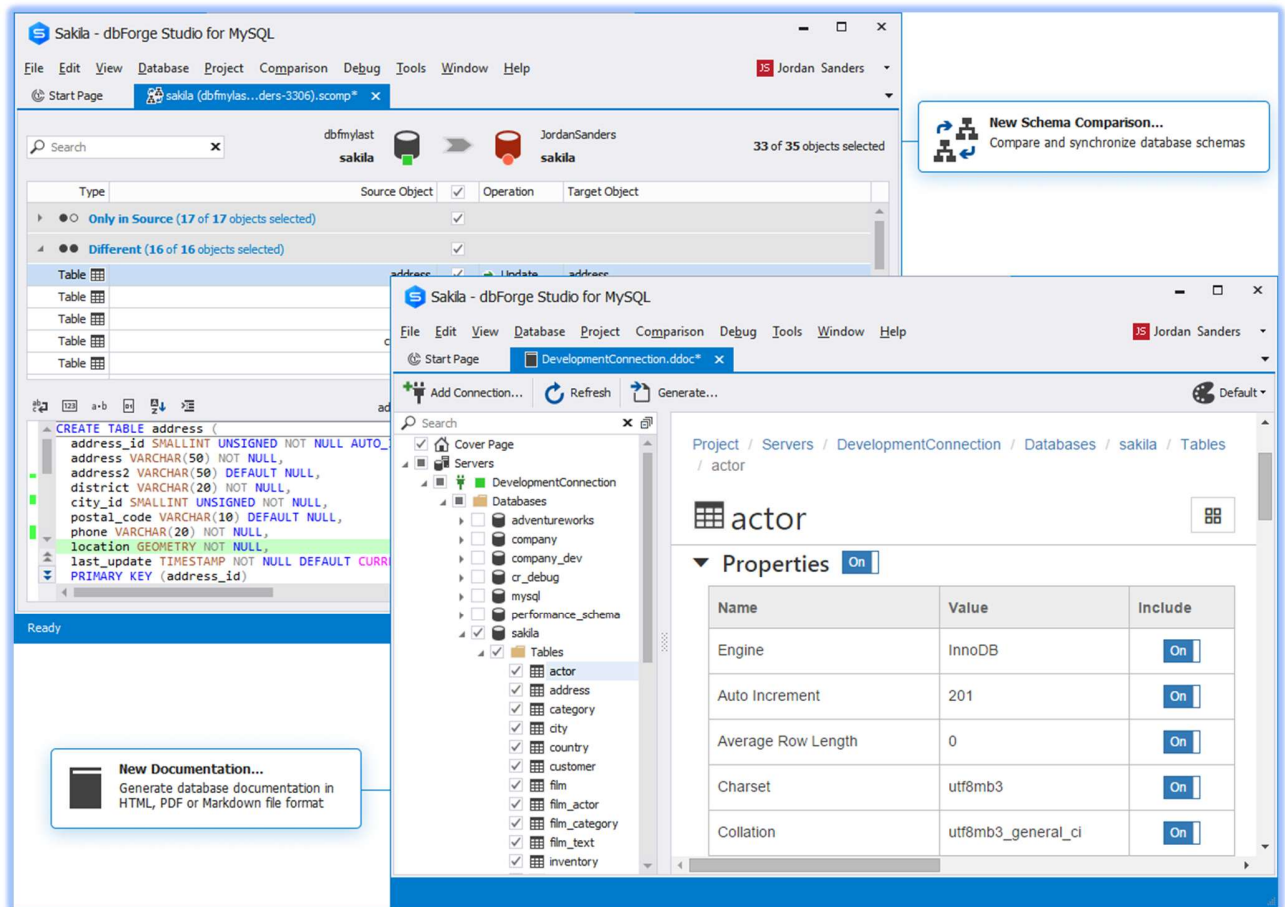 Sakila - dbForge Studio for MySQL
File Edit View Database Project Comparison Debug Tools Window Help
JS Jordan Sanders
Start Page
sakila (dbfmylas...ders-3306).scomp*
Search
dbfmylast
sakila
JordanSanders
sakila
33 of 35 objects selected
Type Source Object Operation Target Object
Only in Source (17 of 17 objects selected)
Different (16 of 16 objects selected)
Table address Update address
Table
Table
Table
Table
CREATE TABLE address (
address_id SMALLINT UNSIGNED NOT NULL
address VARCHAR(50) NOT NULL,
address2 VARCHAR(50) DEFAULT NULL,
district VARCHAR(20) NOT NULL,
city_id SMALLINT UNSIGNED NOT NULL,
postal_code VARCHAR(10) DEFAULT NULL,
phone VARCHAR(20) NOT NULL,
location GEOMETRY NOT NULL,
last_update TIMESTAMP NOT NULL DEFAULT
PRIMARY KEY (address_id)
Ready
New Schema Comparison...
Compare and synchronize database schemas
Sakila - dbForge Studio for MySQL
File Edit View Database Project Comparison Debug Tools Window Help
JS Jordan Sanders
Start Page
DevelopmentConnection.ddoc*
Add Connection... Refresh Generate... Default
Search
Cover Page
Servers
DevelopmentConnection
Databases
adventureworks
company
company_dev
cr_debug
mysql
performance_schema
sakila
Tables
actor
address
category
city
country
customer
film
film_actor
film_category
film_text
inventory
Project / Servers / DevelopmentConnection / Databases / sakila / Tables
/ actor
actor
Properties On
Name Value Include
Engine InnoDB On
Auto Increment 201 On
Average Row Length 0 On
Charset utf8mb3 On
Collation utf8mb3_general_ci On
New Documentation...
Generate database documentation in
HTML, PDF or Markdown file format